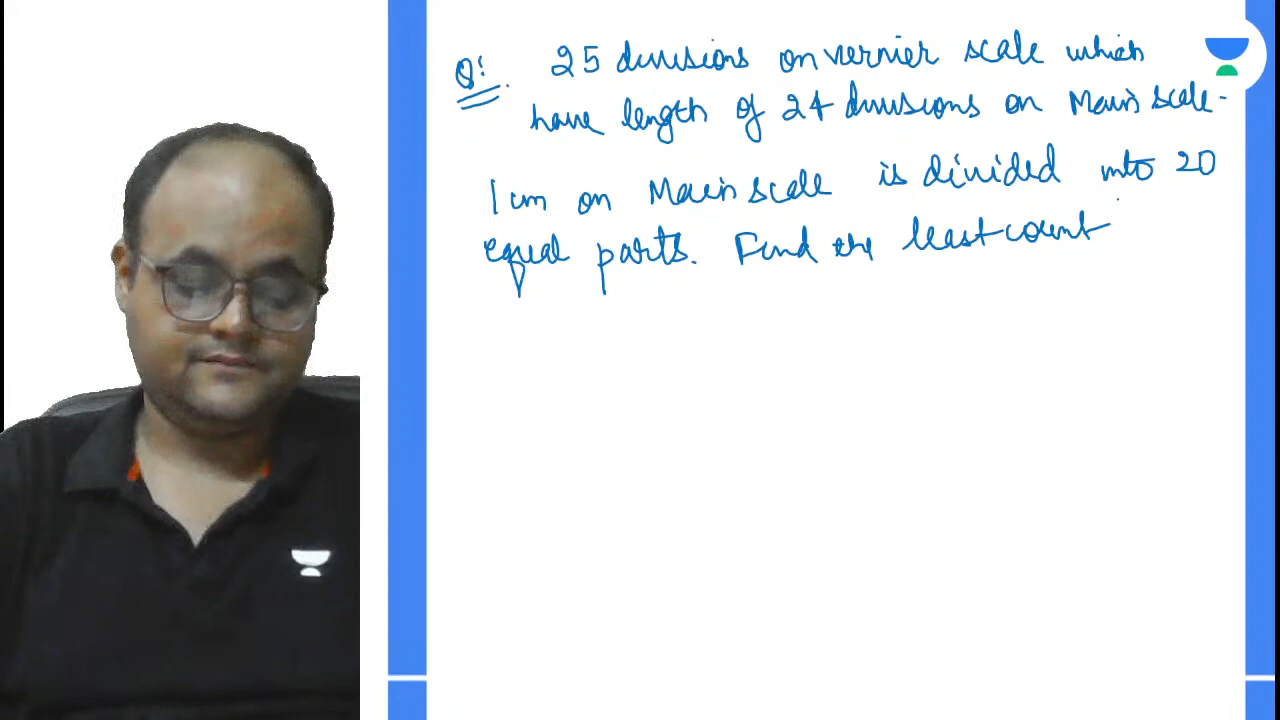 Q:. 25 divisions on vernier scale which
have length of 24 divisions on Main scale.
1 cm on Main scale is divided into 20
equal parts. Find the least count